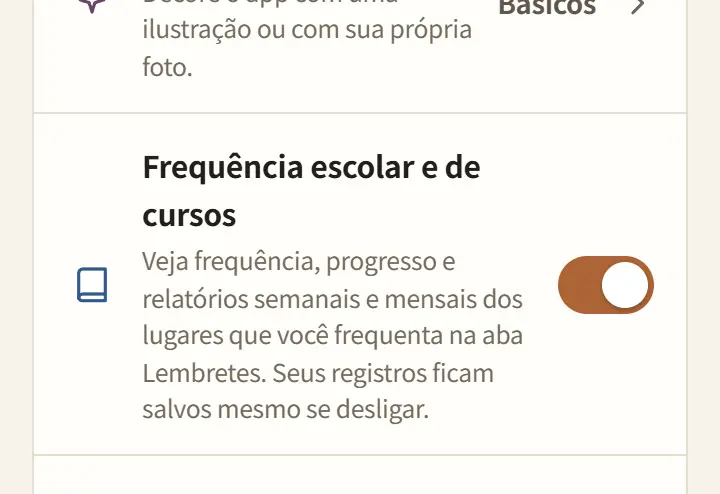 Básicos
ilustração ou com sua própria
foto.
Frequência escolar e de
cursos
Veja frequência, progresso e
relatórios semanais e mensais dos
lugares que você frequenta na aba
Lembretes. Seus registros ficam
salvos mesmo se desligar.